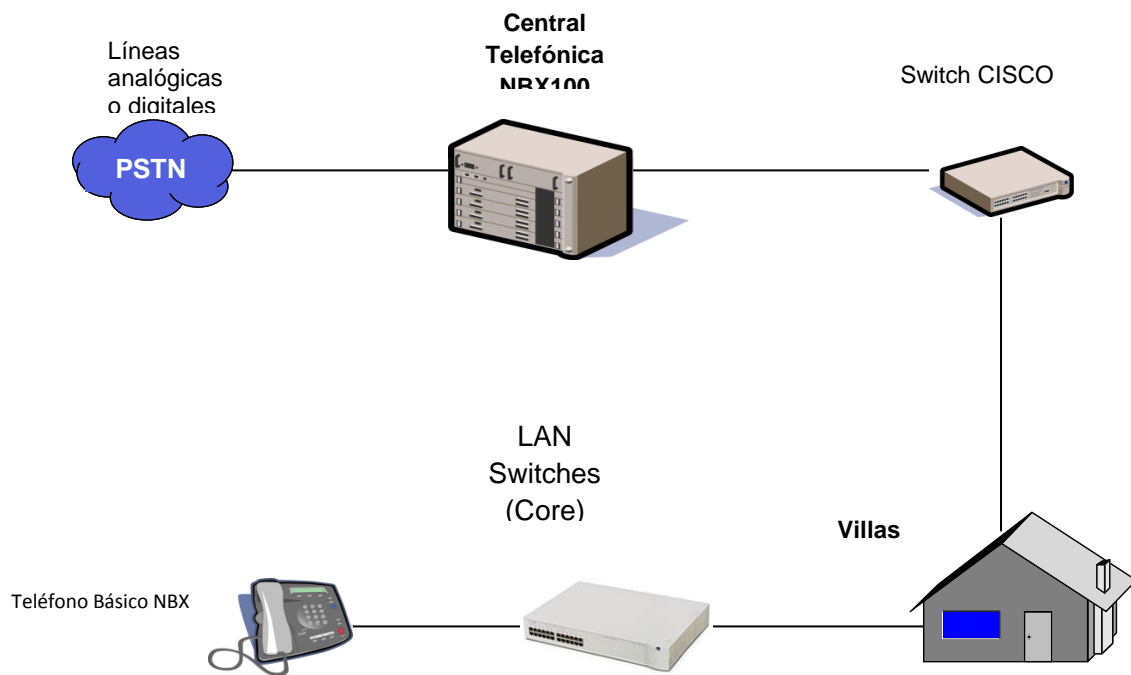 Líneas
analógicas
o digitales
PSTN
Central
Telefónica
NBX100
Switch CISCO
LAN
Switches
(Core)
Villas
Teléfono Básico NBX